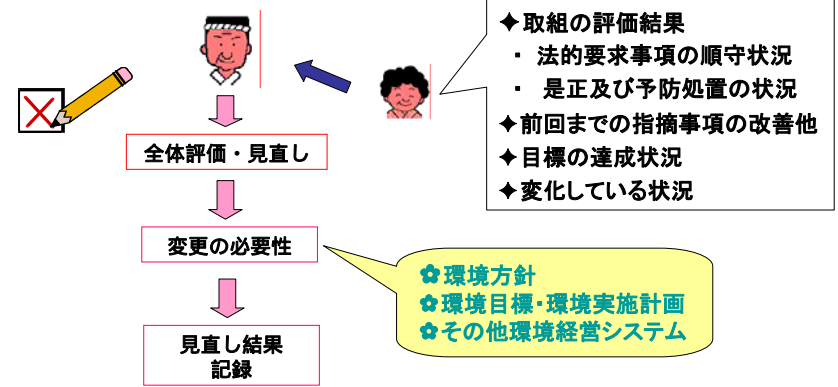 ✦取組の評価結果
・ 法的要求事項の順守状況
・ 是正及び予防処置の状況
✦前回までの指摘事項の改善他
✦目標の達成状況
✦変化している状況
全体評価・見直し
変更の必要性
✿環境方針
✿環境目標・環境実施計画
✿その他環境経営システム
見直し結果
記録